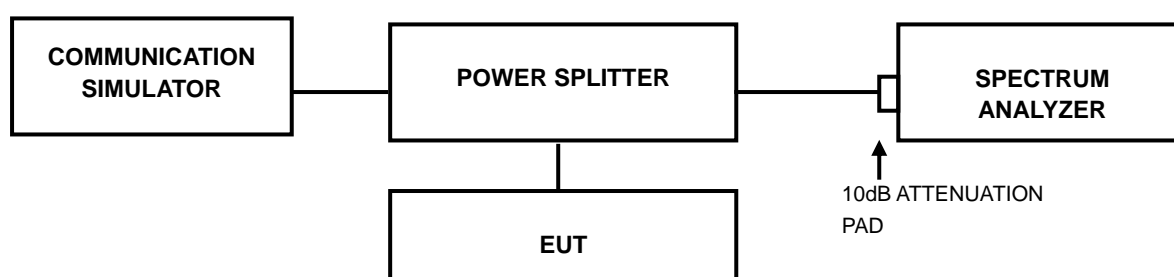 COMMUNICATION
SIMULATOR
POWER SPLITTER
SPECTRUM
ANALYZER
10dB ATTENUATION
PAD
EUT